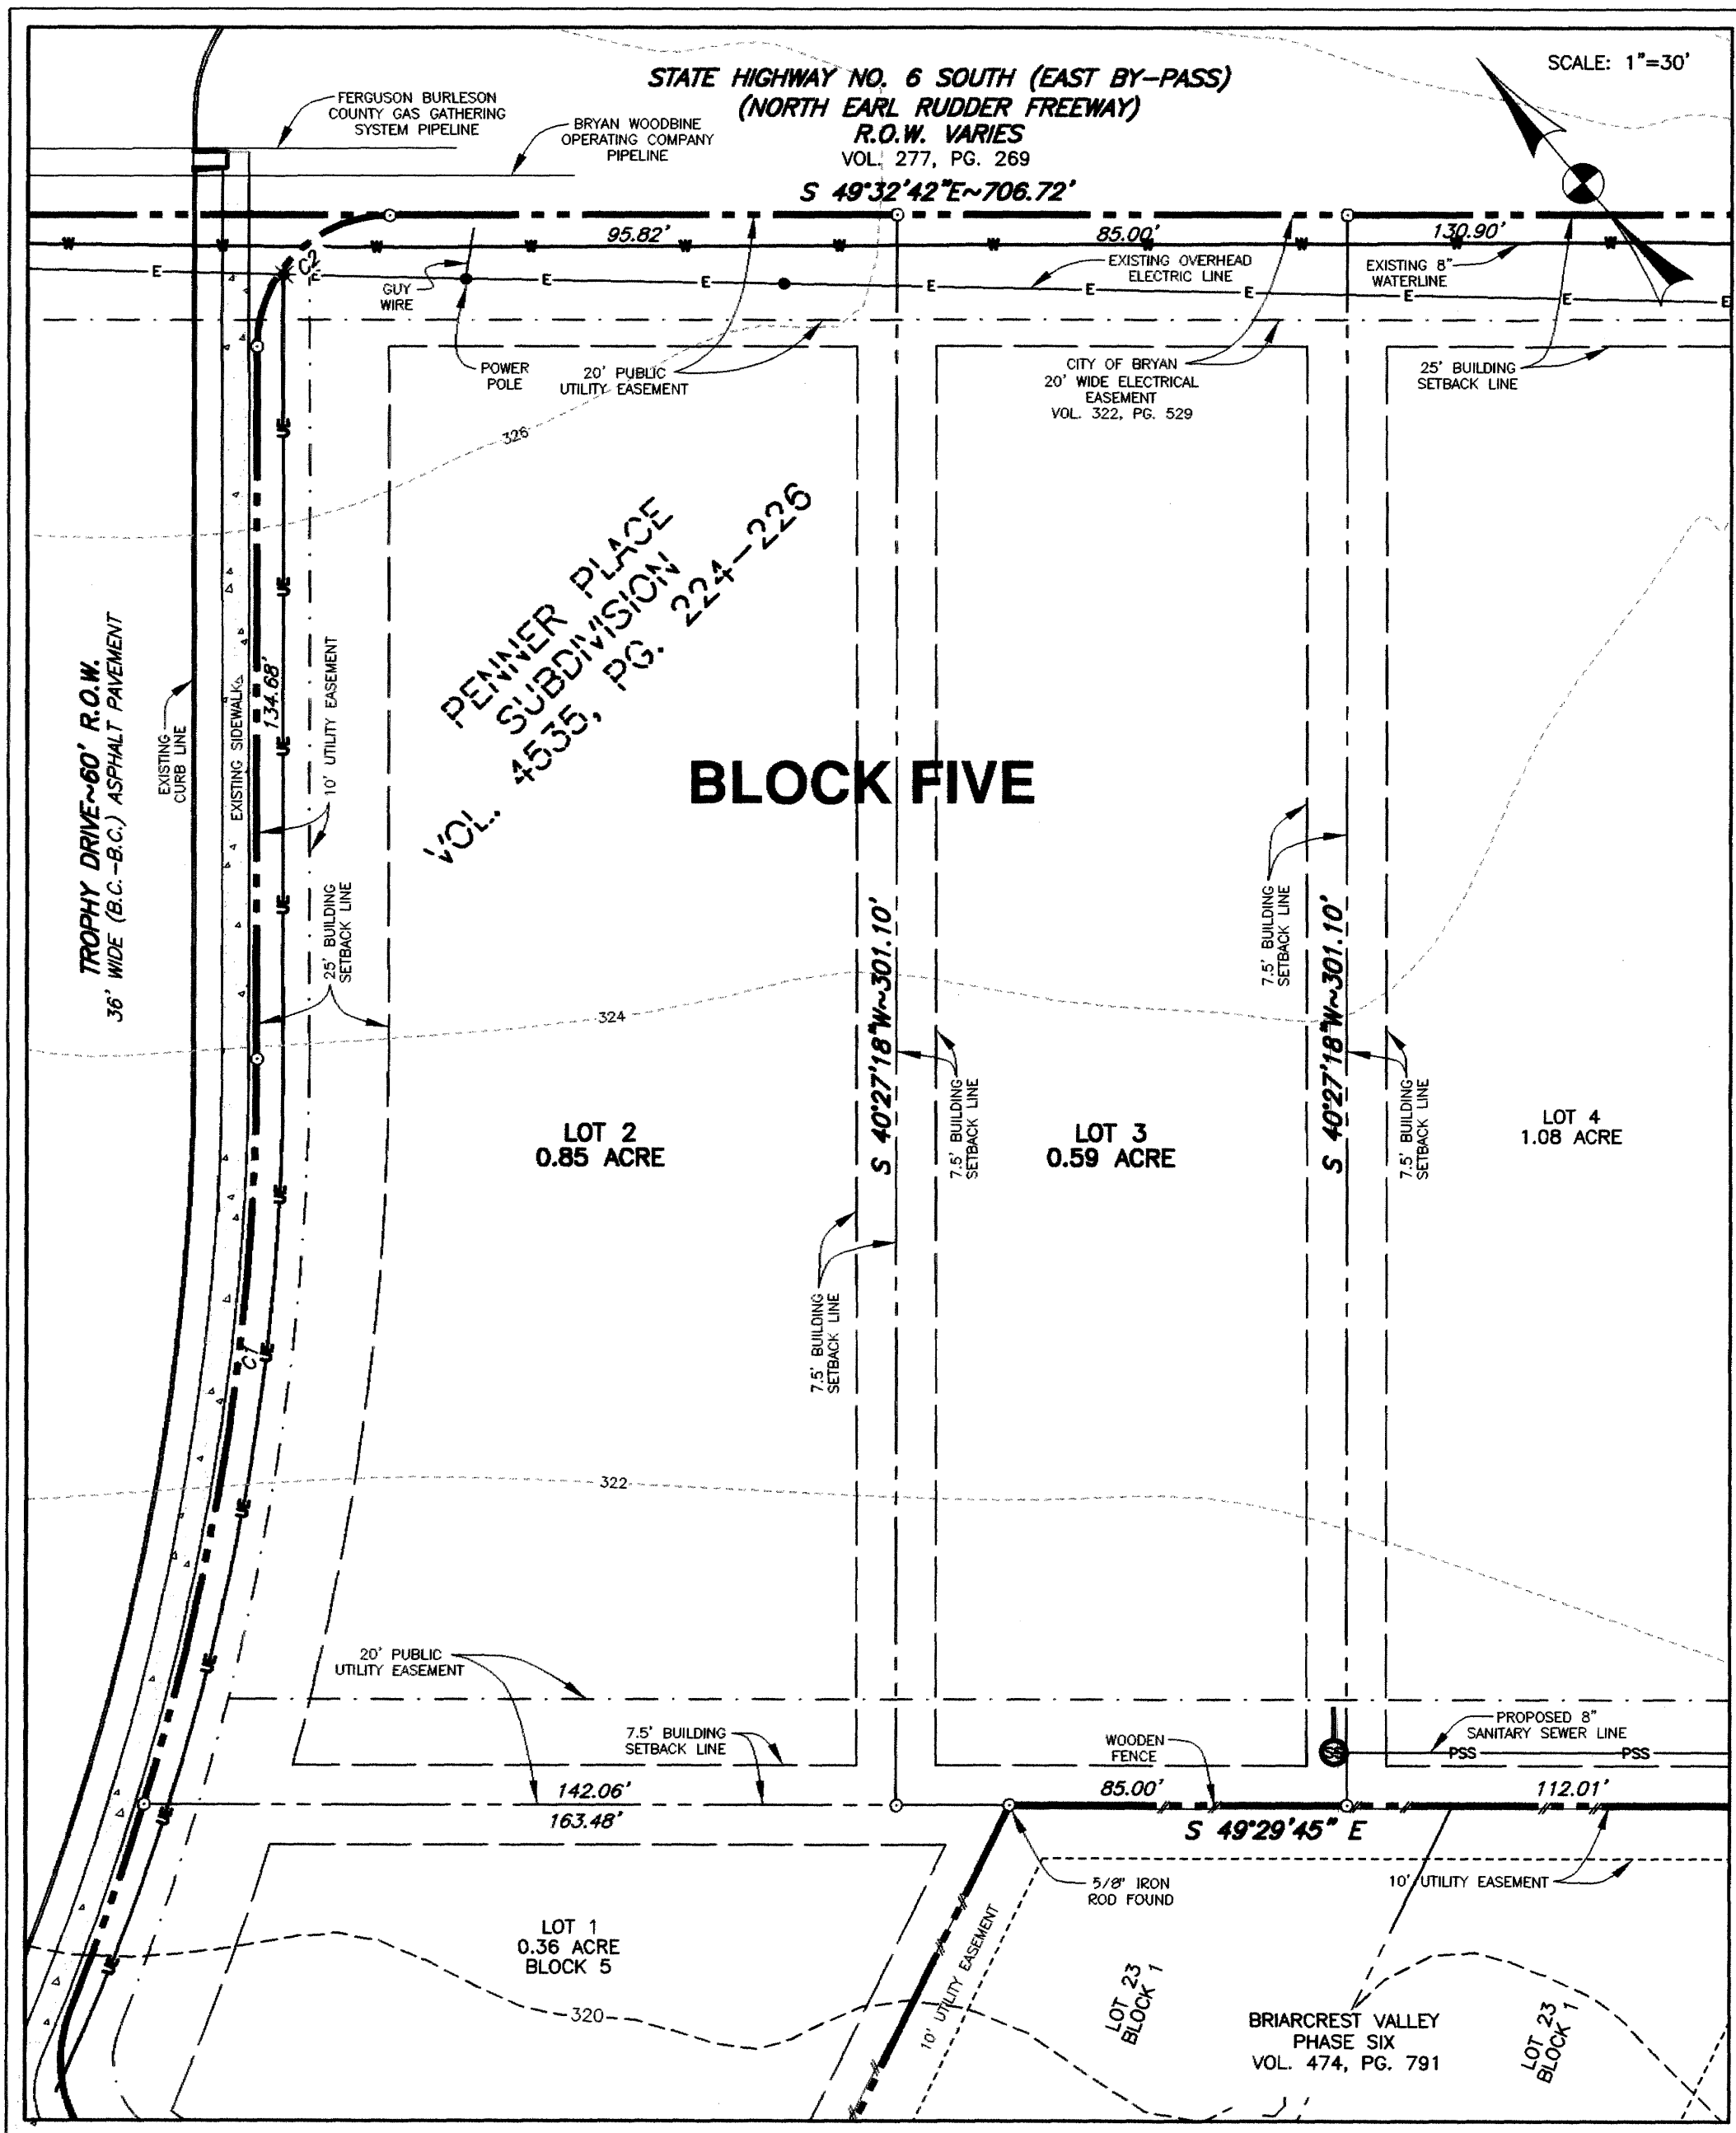 SCALE: 1"=30'
STATE HIGHWAY NO. 6 SOUTH (EAST BY-PASS)
(NORTH EARL RUDDER FREEWAY)
R.O.W. VARIES
VOL. 277, PG. 269
S 49°32'42"E~706.72'
FERGUSON BURLESON
COUNTY GAS GATHERING
SYSTEM PIPELINE
BRYAN WOODBINE
OPERATING COMPANY
PIPELINE
95.82'
85.00'
130.90'
W W W W W W W W W W
C2
E E E E E E E E E E
GUY
WIRE
EXISTING OVERHEAD
ELECTRIC LINE
EXISTING 8"
WATERLINE
POWER
POLE
20' PUBLIC
UTILITY EASEMENT
CITY OF BRYAN
20' WIDE ELECTRICAL
EASEMENT
VOL. 322, PG. 529
25' BUILDING
SETBACK LINE
326
PENNER PLACE
SUBDIVISION
VOL. 4535, PG. 224-226
BLOCK FIVE
TROPHY DRIVE~60' R.O.W.
36' WIDE (B.C.-B.C.) ASPHALT PAVEMENT
EXISTING
CURB LINE
EXISTING SIDEWALK
134.68'
UE UE UE UE UE UE UE UE UE UE
10' UTILITY EASEMENT
25' BUILDING
SETBACK LINE
S 40°27'18"W~301.10'
7.5' BUILDING
SETBACK LINE
S 40°27'18"W~301.10'
324
7.5' BUILDING
SETBACK LINE
7.5' BUILDING
SETBACK LINE
LOT 2
0.85 ACRE
LOT 3
0.59 ACRE
LOT 4
1.08 ACRE
7.5' BUILDING
SETBACK LINE
C1
322
20' PUBLIC
UTILITY EASEMENT
7.5' BUILDING
SETBACK LINE
WOODEN
FENCE
PROPOSED 8"
SANITARY SEWER LINE
SS
PSS PSS
142.06'
163.48'
85.00'
112.01'
S 49°29'45" E
5/8" IRON
ROD FOUND
10' UTILITY EASEMENT
LOT 1
0.36 ACRE
BLOCK 5
320
10' UTILITY EASEMENT
LOT 23
BLOCK 1
BRIARCREST VALLEY
PHASE SIX
VOL. 474, PG. 791
LOT 23
BLOCK 1